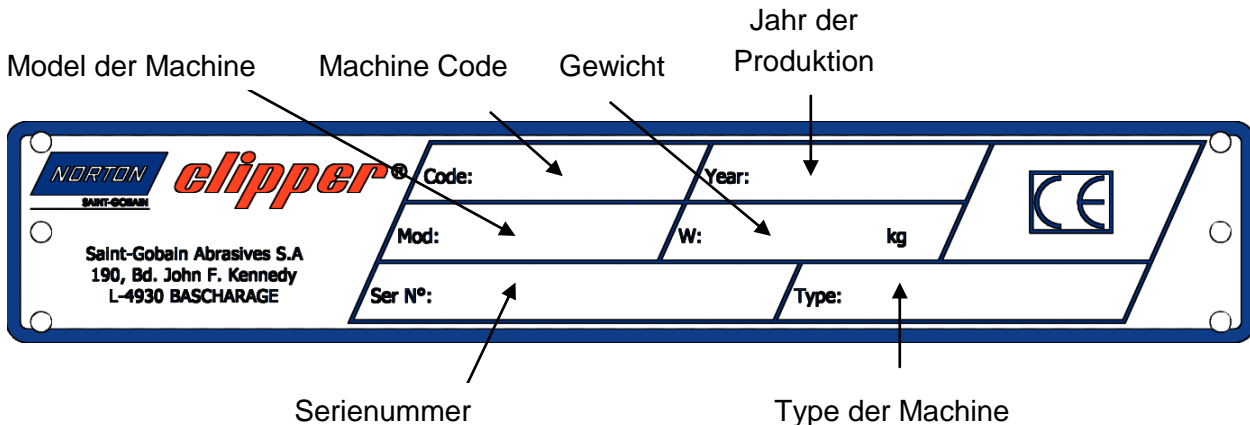 Jahr der
Produktion
Model der Machine
Machine Code
Gewicht
NORTON
SAINT-GOBAIN
clipper®
Saint-Gobain Abrasives S.A
190, Bd. John F. Kennedy
L-4930 BASCHARAGE
Code:
Year:
CE
Mod:
W: kg
Ser N°:
Type:
Serienummer
Type der Machine